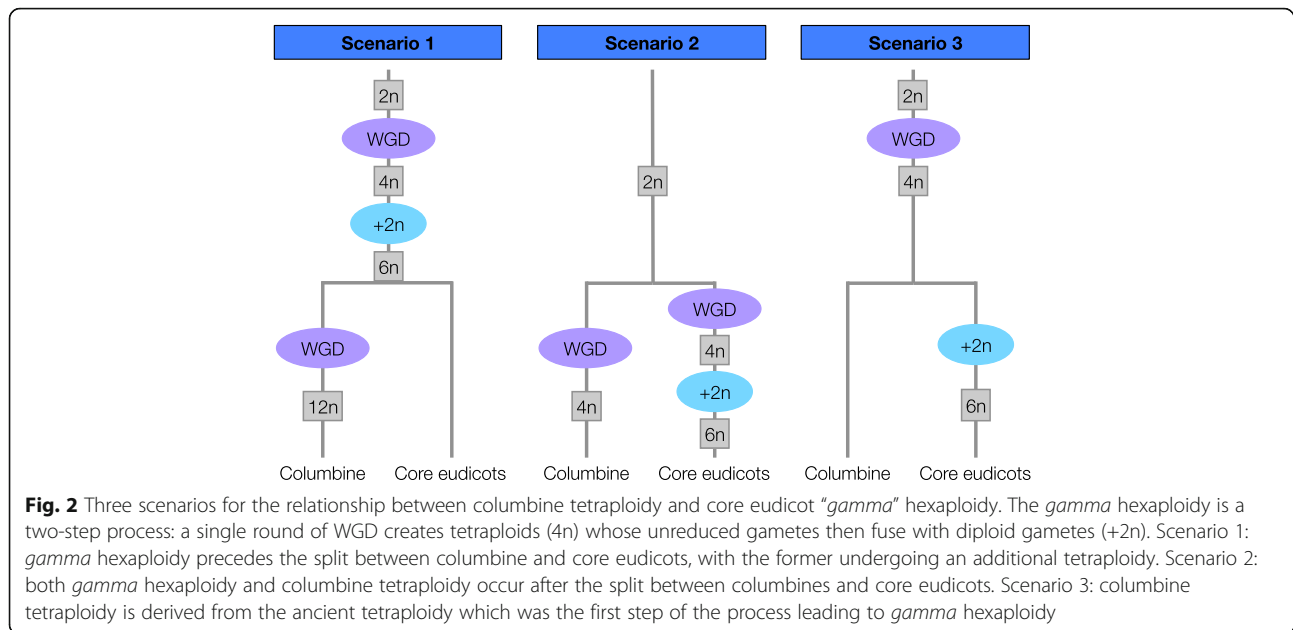 Scenario 1
2n
WGD
4n
+2n
6n
WGD
12n
Columbine Core eudicots
Scenario 2
2n
WGD
WGD
4n
+2n
4n
6n
Columbine Core eudicots
Scenario 3
2n
WGD
4n
+2n
6n
Columbine Core eudicots
Fig. 2 Three scenarios for the relationship between columbine tetraploidy and core eudicot “gamma” hexaploidy. The gamma hexaploidy is a
two-step process: a single round of WGD creates tetraploids (4n) whose unreduced gametes then fuse with diploid gametes (+2n). Scenario 1:
gamma hexaploidy precedes the split between columbine and core eudicots, with the former undergoing an additional tetraploidy. Scenario 2:
both gamma hexaploidy and columbine tetraploidy occur after the split between columbines and core eudicots. Scenario 3: columbine
tetraploidy is derived from the ancient tetraploidy which was the first step of the process leading to gamma hexaploidy